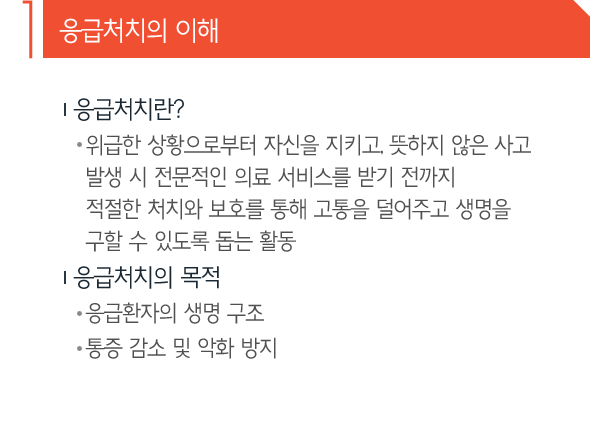 1 응급처치의 이해
응급처치란?
• 위급한 상황으로부터 자신을 지키고, 뜻하지 않은 사고
발생 시 전문적인 의료 서비스를 받기 전까지
적절한 처치와 보호를 통해 고통을 덜어주고 생명을
구할 수 있도록 돕는 활동
응급처치의 목적
• 응급환자의 생명 구조
• 통증 감소 및 악화 방지